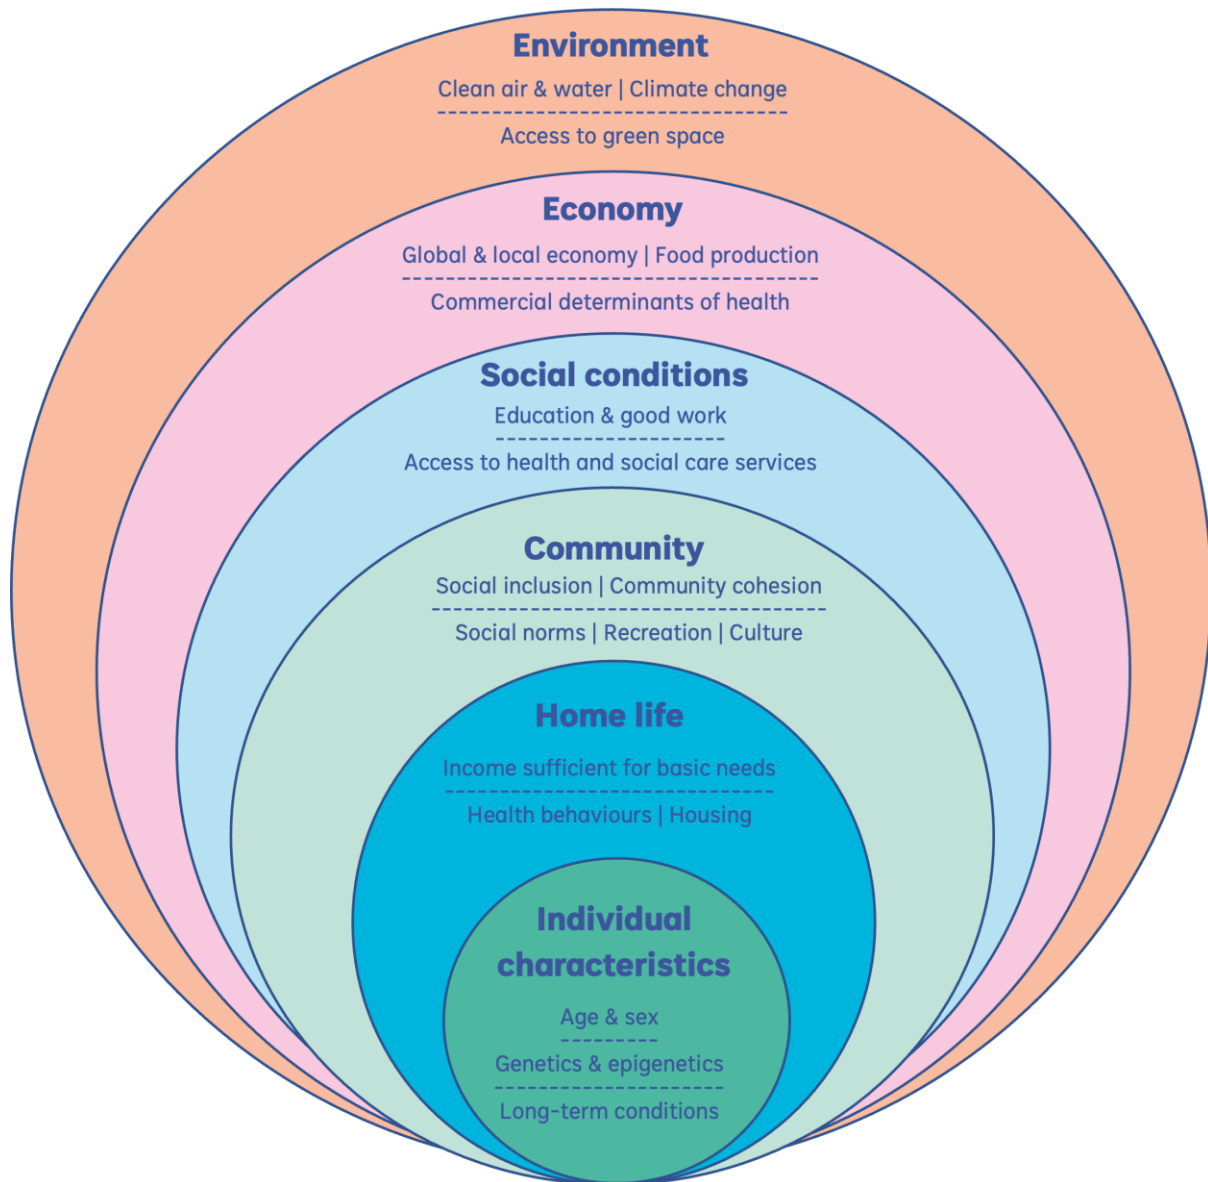 Environment
Clean air & water | Climate change
Access to green space
Economy
Global & local economy | Food production
Commercial determinants of health
Social conditions
Education & good work
Access to health and social care services
Community
Social inclusion | Community cohesion
Social norms | Recreation | Culture
Home life
Income sufficient for basic needs
Health behaviours | Housing
Individual
characteristics
Age & sex
Genetics & epigenetics
Long-term conditions